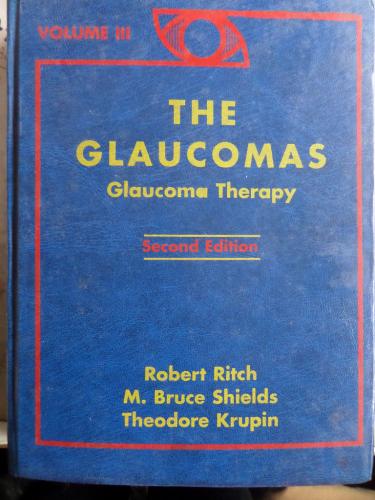 VOLUME III
THE
GLAUCOMAS
Glaucoma Therapy
Second Edition
Robert Ritch
M. Bruce Shields
Theodore Krupin